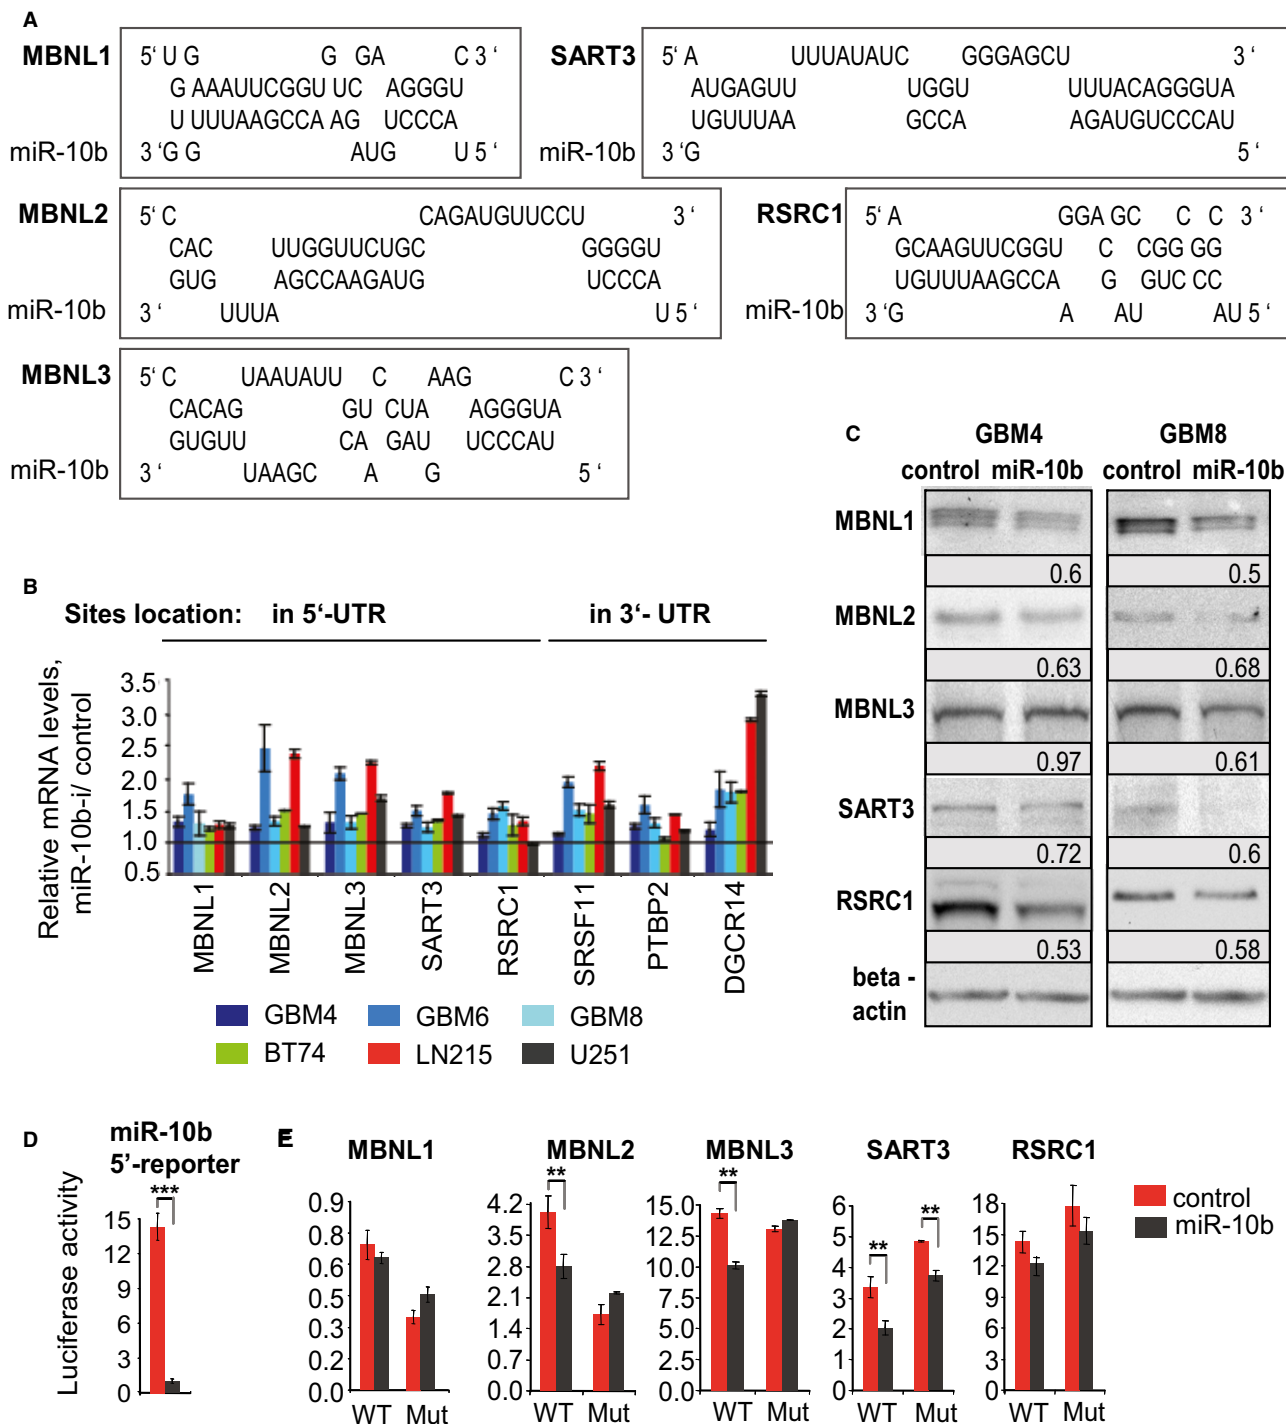 A
MBNL1
5‘ U G G GA C 3 ‘
G AAAUUCGGU UC AGGGU
U UUUAAGCCA AG UCCCA
miR-10b
3 ‘G G AUG U 5 ‘
SART3
5‘ A UUUAUAUC GGGAGCU 3 ‘
AUGAGUU UGGU UUUACAGGGUA
UGUUUAA GCCA AGAUGUCCCAU
miR-10b
3 ‘G 5 ‘
MBNL2
5‘ C CAGAUGUUCCU 3 ‘
CAC UUGGUUCUGC GGGGU
GUG AGCCAAGAUG UCCCA
miR-10b
3 ‘ UUUA U 5 ‘
RSRC1
5‘ A GGA GC C C 3 ‘
GCAAGUUCGGU C CGG GG
UGUUUAAGCCA G GUC CC
miR-10b
3 ‘G A AU AU 5 ‘
MBNL3
5‘ C UAAUAUU C AAG C 3 ‘
CACAG GU CUA AGGGUA
GUGUU CA GAU UCCCAU
miR-10b
3 ‘ UAAGC A G 5 ‘
B
Sites location: in 5‘-UTR in 3‘- UTR
Relative mRNA levels,
miR-10b-i/ control
3.5
3.0
2.5
2.0
1.5
1.0
0.5
MBNL1
MBNL2
MBNL3
SART3
RSRC1
SRSF11
PTBP2
DGCR14
GBM4 GBM6 GBM8
BT74 LN215 U251
C
GBM4 GBM8
control miR-10b control miR-10b
MBNL1
0.6 0.5
MBNL2
0.63 0.68
MBNL3
0.97 0.61
SART3
0.72 0.6
RSRC1
0.53 0.58
beta -
actin
D
miR-10b
5’-reporter
***
Luciferase activity
15
12
9
6
3
0
E
MBNL1
0.9
0.8
0.6
0.5
0.3
0.2
0.0
WT Mut
MBNL2
**
4.2
3.5
2.8
2.1
1.4
0.7
0.0
WT Mut
MBNL3
**
15.0
12.5
10.0
7.5
5.0
2.5
0.0
WT Mut
SART3
**
**
6
5
4
3
2
1
0
WT Mut
RSRC1
18
15
12
9
6
3
0
WT Mut
control
miR-10b